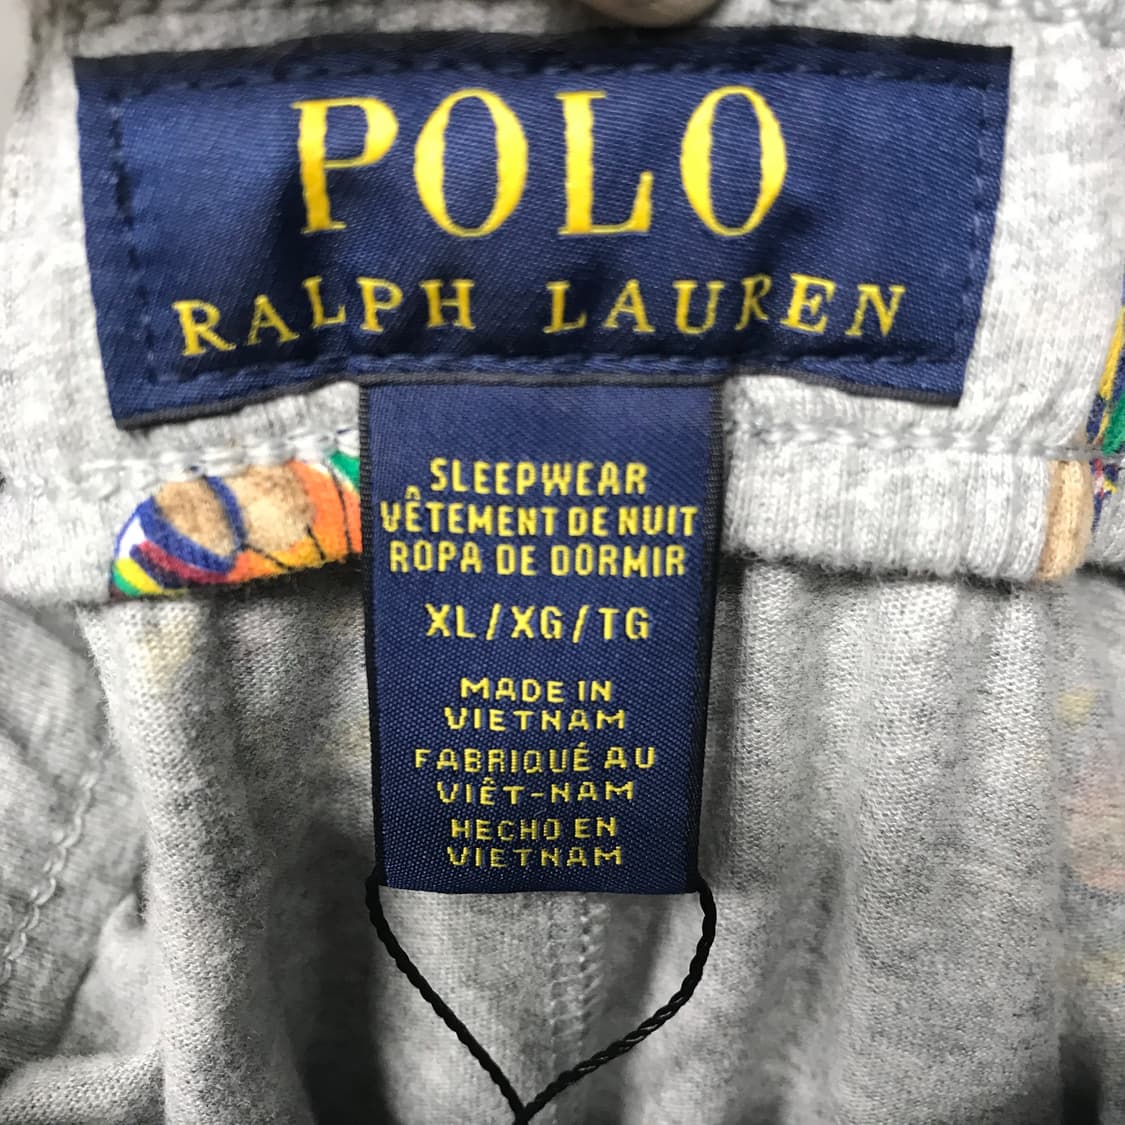 POLO
RALPH LAUREN
SLEEPWEAR
VÊTEMENT DE NUIT
ROPA DE DORMIR
XL/XG/TG
MADE IN
VIETNAM
FABRIQUÉ AU
VIÊT-NAM
HECHO EN
VIETNAM